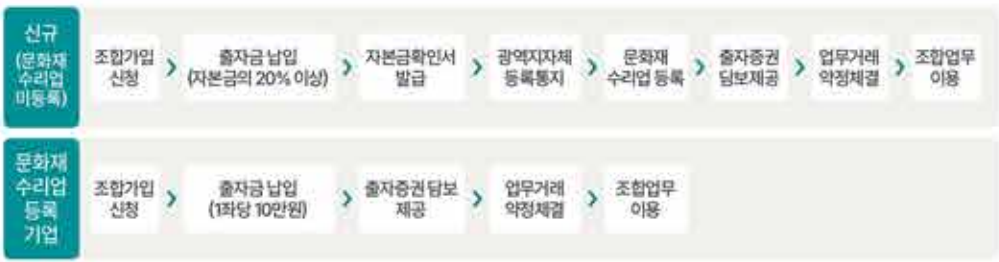 신규
(문화재
수리업
미등록)
조합가입
신청
출자금 납입
(자본금의 20% 이상)
자본금확인서
발급
광역지자체
등록통지
문화재
수리업 등록
출자증권
담보제공
업무거래
약정체결
조합업무
이용
문화재
수리업
등록
기업
조합가입
신청
출자금 납입
(1좌당 10만원)
출자증권 담보
제공
업무거래
약정체결
조합업무
이용